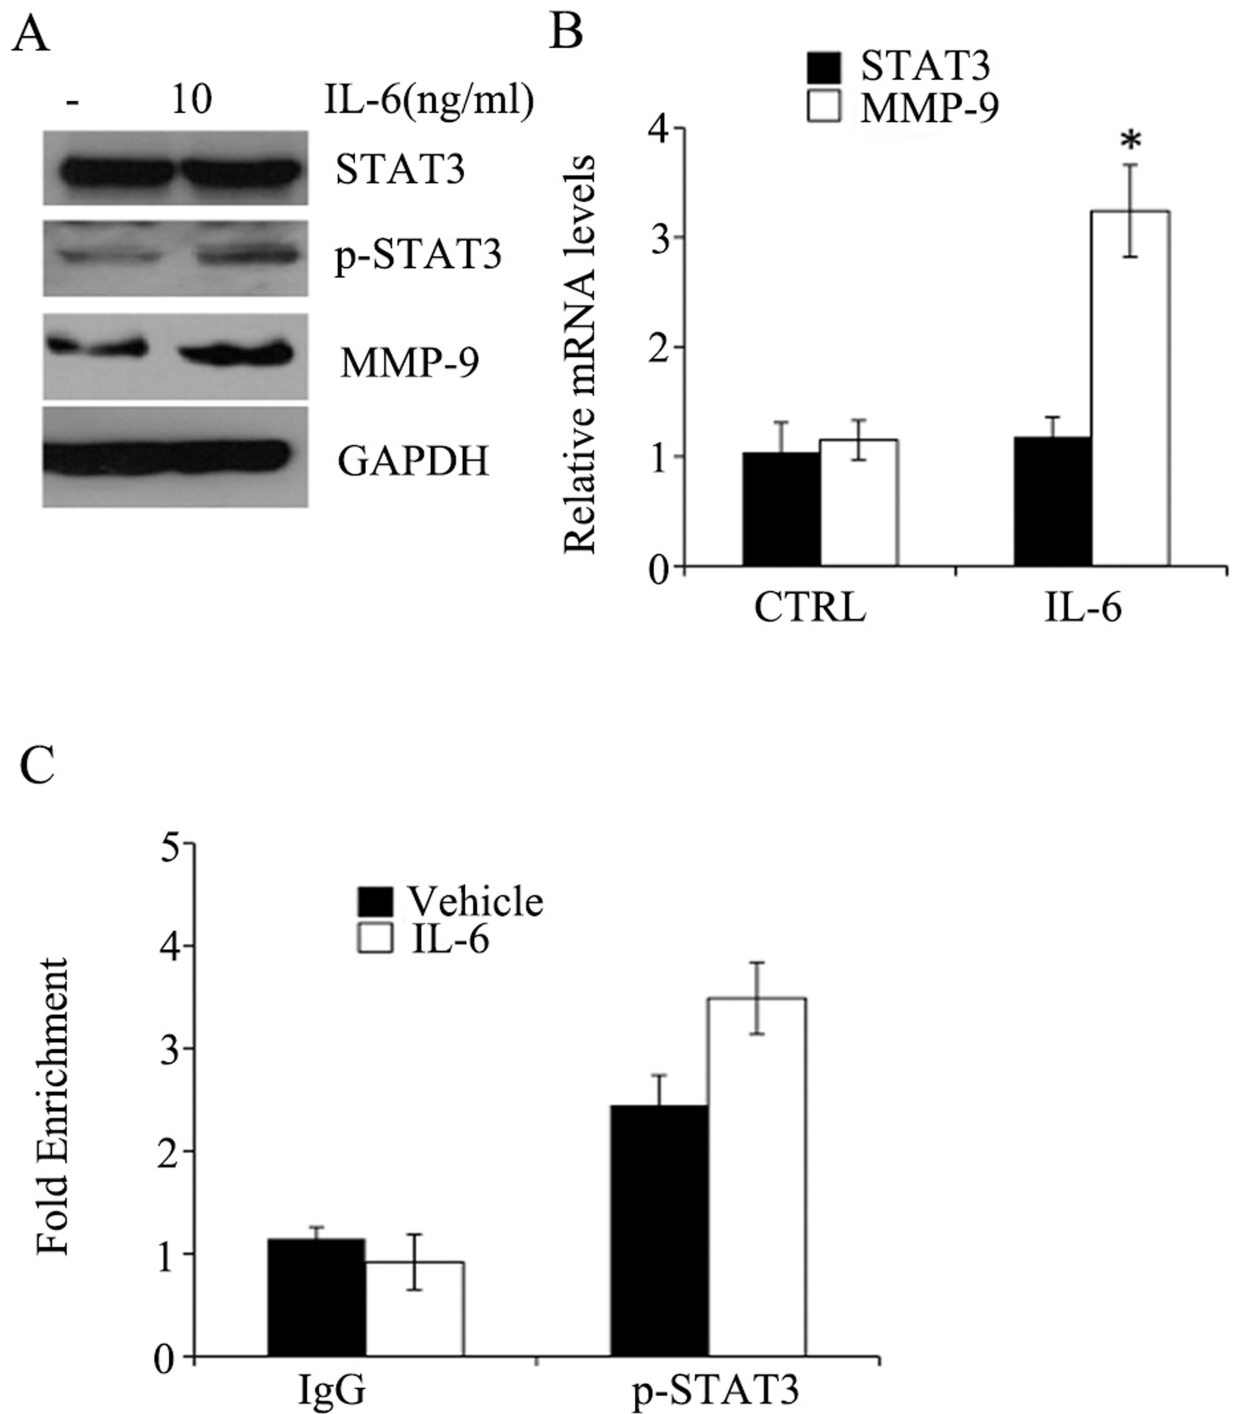 A
- 10 IL-6(ng/ml)
STAT3
p-STAT3
MMP-9
GAPDH
B
STAT3
MMP-9
Relative mRNA levels
4
3
2
1
0
*
CTRL IL-6
C
Vehicle
IL-6
Fold Enrichment
5
4
3
2
1
0
IgG p-STAT3